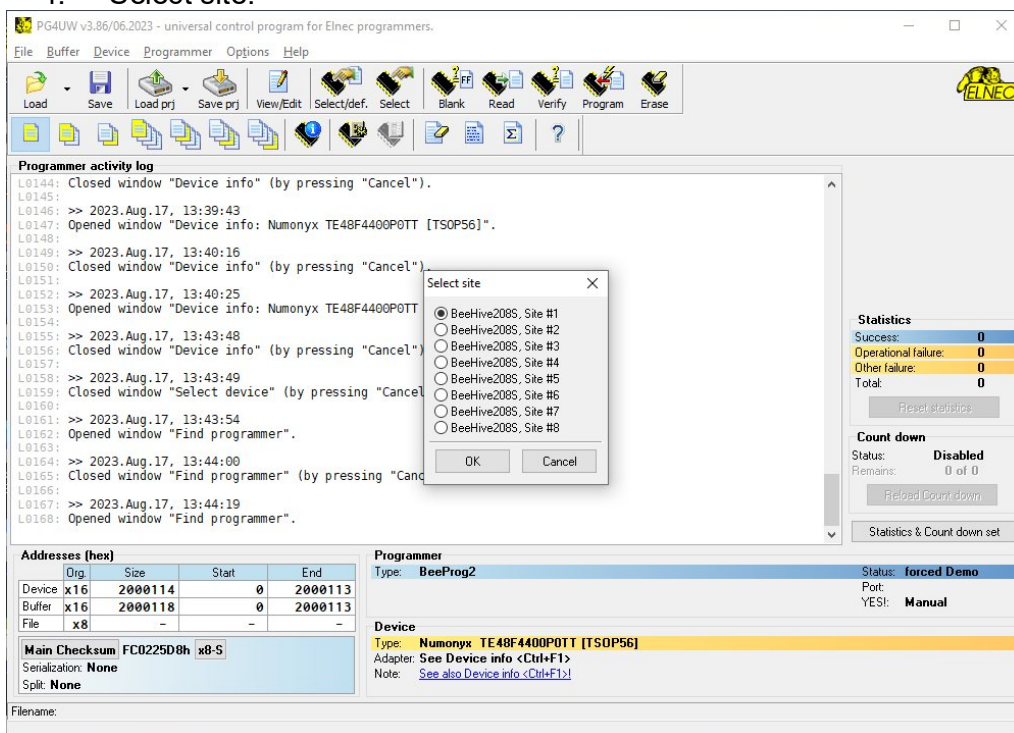 Select site.
PG4UW v3.86/06.2023 - universal control program for Elnec programmers.
File Buffer Device Programmer Options Help
Load Save Load prj Save prj View/Edit Select/def. Select Blank Read Verify Program Erase
ELNEC
Programmer activity log
L0144: Closed window "Device info" (by pressing "Cancel").
L0145:
L0146: >> 2023.Aug.17, 13:39:43
L0147: Opened window "Device info: Numonyx TE48F4400P0TT [TSOP56]".
L0148:
L0149: >> 2023.Aug.17, 13:40:16
L0150: Closed window "Device info" (by pressing "Cancel").
L0151:
L0152: >> 2023.Aug.17, 13:40:25
L0153: Opened window "Device info: Numonyx TE48F4400P0TT
L0154:
L0155: >> 2023.Aug.17, 13:43:48
L0156: Closed window "Device info" (by pressing "Cancel")
L0157:
L0158: >> 2023.Aug.17, 13:43:49
L0159: Closed window "Select device" (by pressing "Cancel
L0160:
L0161: >> 2023.Aug.17, 13:43:54
L0162: Opened window "Find programmer".
L0163:
L0164: >> 2023.Aug.17, 13:44:00
L0165: Closed window "Find programmer" (by pressing "Canc
L0166:
L0167: >> 2023.Aug.17, 13:44:19
L0168: Opened window "Find programmer".
Select site
BeeHive208S, Site #1
BeeHive208S, Site #2
BeeHive208S, Site #3
BeeHive208S, Site #4
BeeHive208S, Site #5
BeeHive208S, Site #6
BeeHive208S, Site #7
BeeHive208S, Site #8
OK Cancel
Statistics
Success: 0
Operational failure: 0
Other failure: 0
Total: 0
Reset statistics
Count down
Status: Disabled
Remains: 0 of 0
Reload Count down
Statistics & Count down set
Addresses (hex)
Org. Size Start End
Device x16 2000114 0 2000113
Buffer x16 2000118 0 2000113
File x8 - - -
Main Checksum FC0225D8h x8-S
Serialization: None
Split: None
Programmer
Type: BeeProg2
Status: forced Demo
Port:
YES!: Manual
Device
Type: Numonyx TE48F4400P0TT [TSOP56]
Adapter: See Device info <Ctrl+F1>
Note: See also Device info <Ctrl+F1>!
Filename: